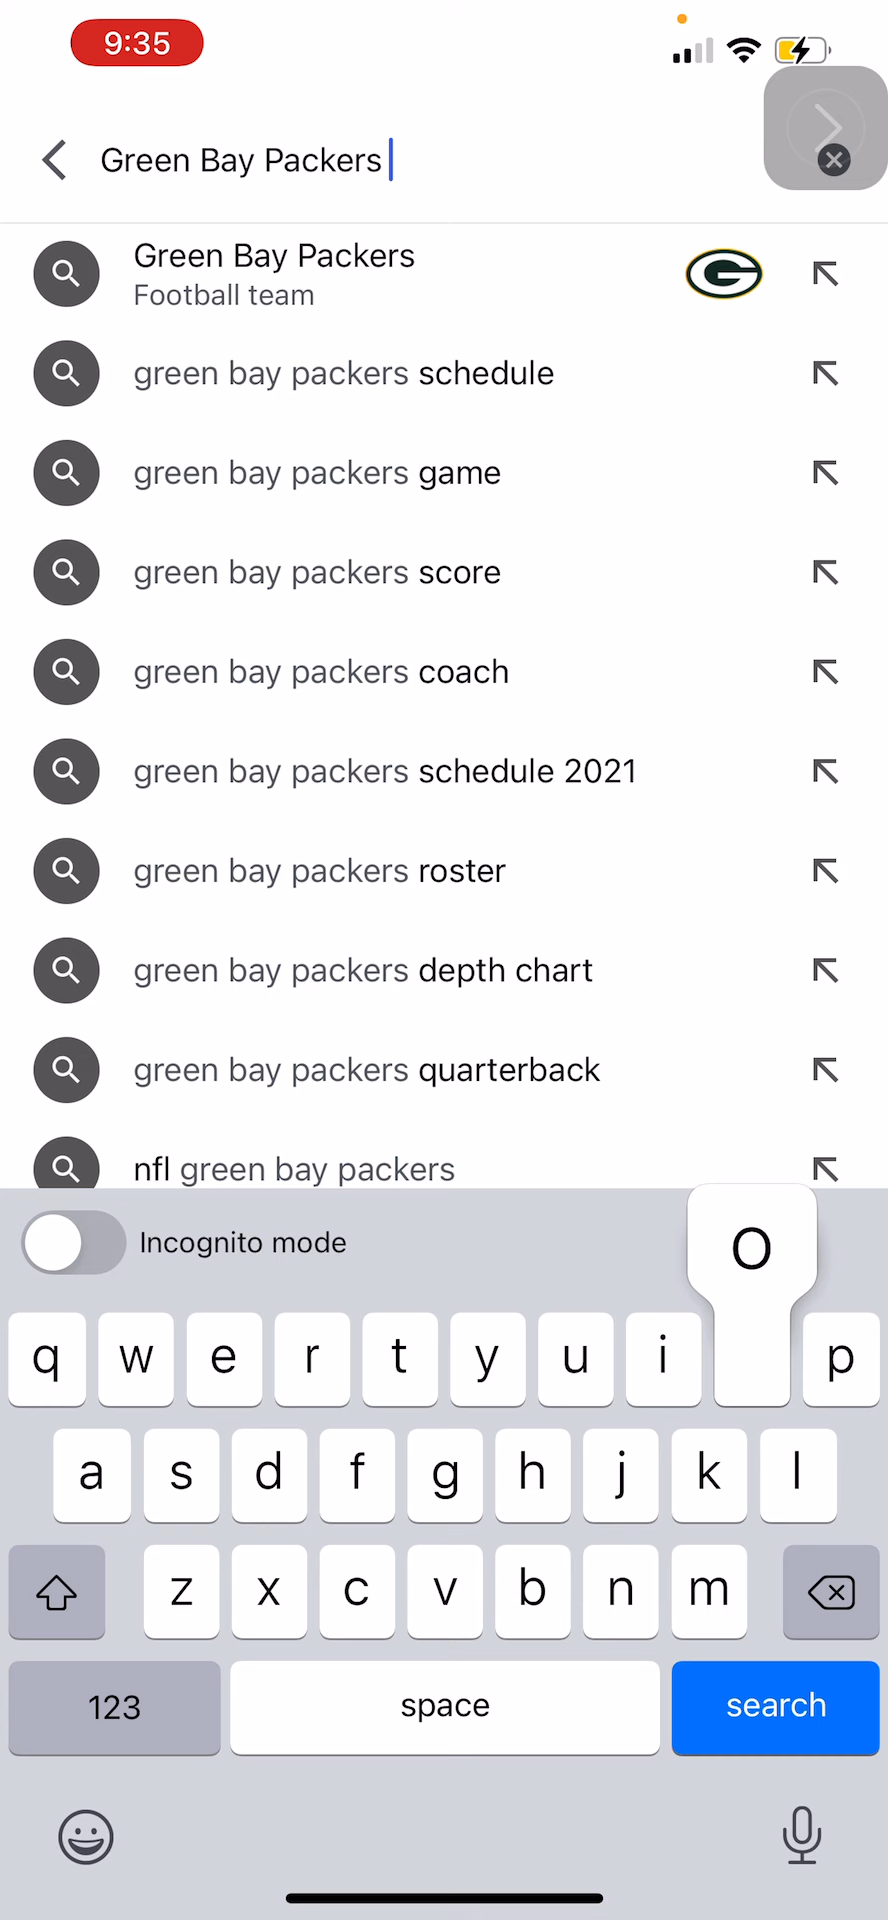 9:35
Green Bay Packers
Green Bay Packers
Football team
green bay packers schedule
green bay packers game
green bay packers score
green bay packers coach
green bay packers schedule 2021
green bay packers roster
green bay packers depth chart
green bay packers quarterback
nfl green bay packers
Incognito mode
O
q w e r t y u i p
a s d f g h j k l
z x c v b n m
123 space search